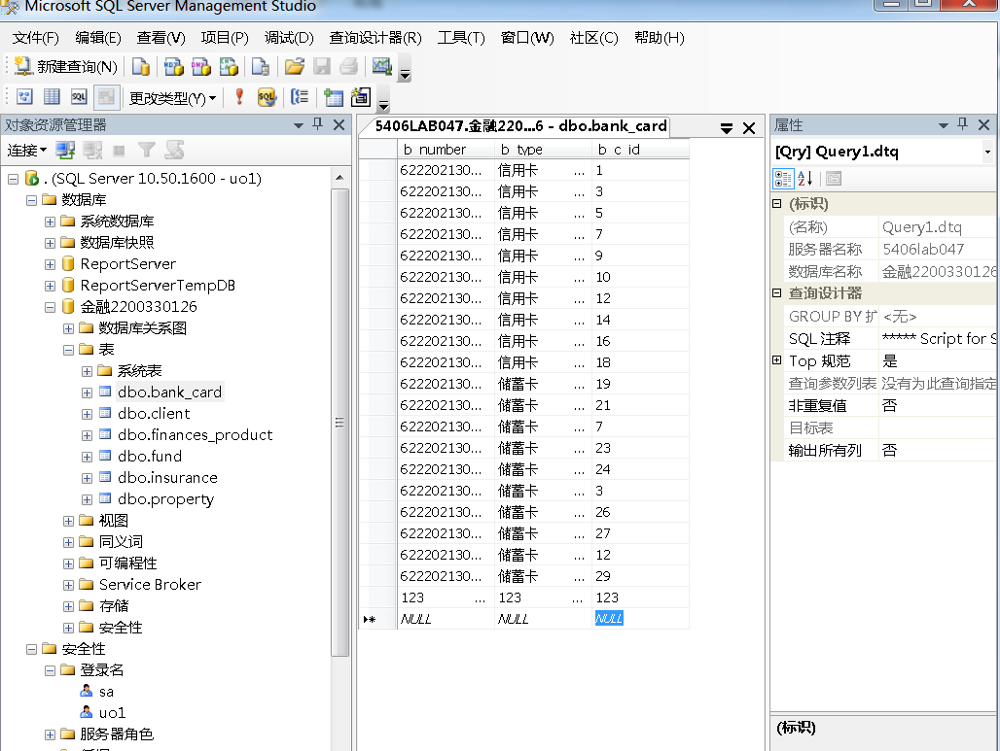 Microsoft SQL Server Management Studio
文件(F) 编辑(E) 查看(V) 项目(P) 调试(D) 查询设计器(R) 工具(T) 窗口(W) 社区(C) 帮助(H)
新建查询(N)
更改类型(Y)
对象资源管理器
连接
. (SQL Server 10.50.1600 - uo1)
数据库
系统数据库
数据库快照
ReportServer
ReportServerTempDB
金融2200330126
数据库关系图
表
系统表
dbo.bank_card
dbo.client
dbo.finances_product
dbo.fund
dbo.insurance
dbo.property
视图
同义词
可编程性
Service Broker
存储
安全性
安全性
登录名
sa
uo1
服务器角色
5406LAB047.金融220...6 - dbo.bank_card
b_number b_type b_c_id
622202130... 信用卡 ... 1
622202130... 信用卡 ... 3
622202130... 信用卡 ... 5
622202130... 信用卡 ... 7
622202130... 信用卡 ... 9
622202130... 信用卡 ... 10
622202130... 信用卡 ... 12
622202130... 信用卡 ... 14
622202130... 信用卡 ... 16
622202130... 信用卡 ... 18
622202130... 储蓄卡 ... 19
622202130... 储蓄卡 ... 21
622202130... 储蓄卡 ... 7
622202130... 储蓄卡 ... 23
622202130... 储蓄卡 ... 24
622202130... 储蓄卡 ... 3
622202130... 储蓄卡 ... 26
622202130... 储蓄卡 ... 27
622202130... 储蓄卡 ... 12
622202130... 储蓄卡 ... 29
123 ... 123 ... 123
NULL NULL NULL
属性
[Qry] Query1.dtq
(标识)
(名称) Query1.dtq
服务器名称 5406lab047
数据库名称 金融2200330126
查询设计器
GROUP BY 扩 <无>
SQL 注释 ***** Script for S
Top 规范 是
查询参数列表 没有为此查询指定
非重复值 否
目标表
输出所有列 否
(标识)